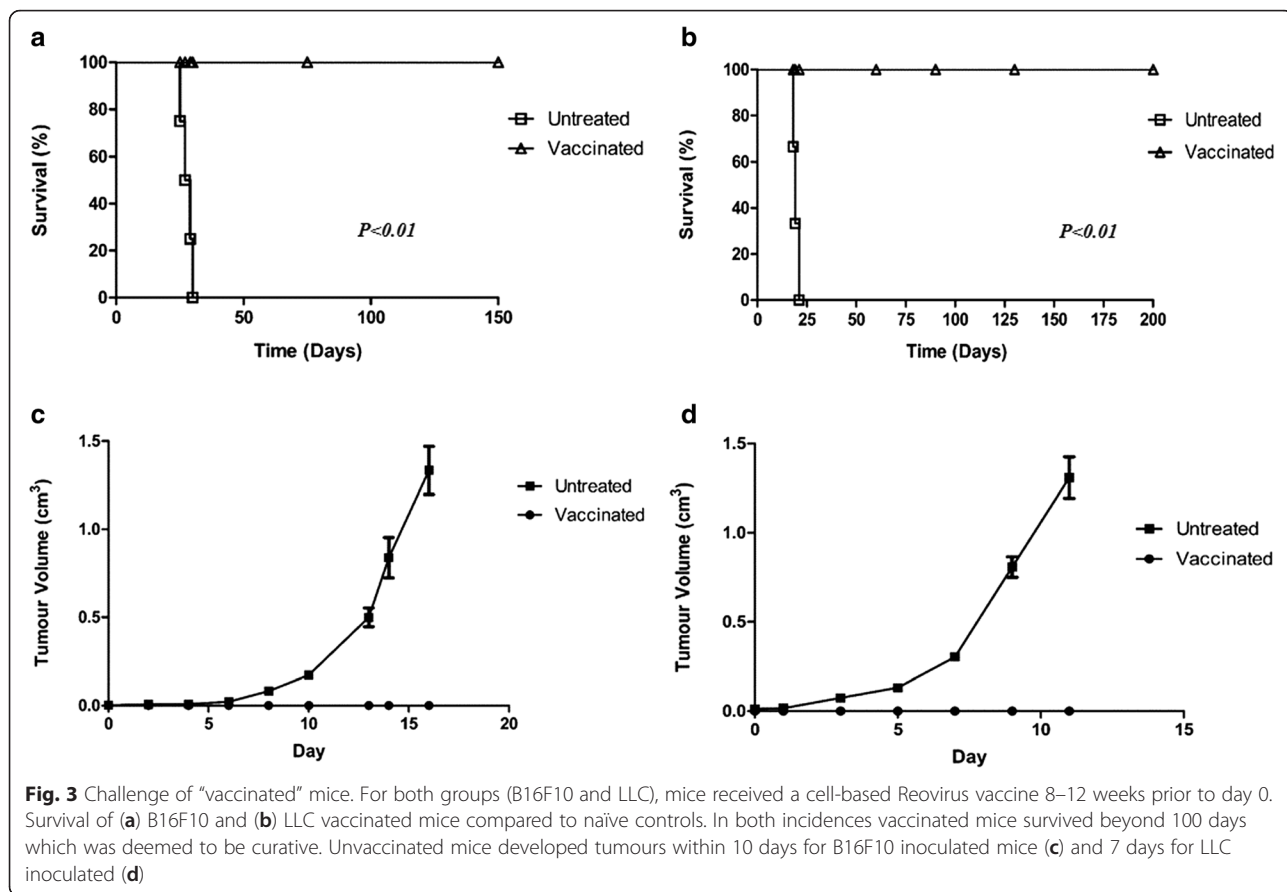 a
100
80
60
40
20
0
Survival (%)
0 50 100 150
Time (Days)
Untreated
Vaccinated
P<0.01
b
100
80
60
40
20
0
Survival (%)
0 25 50 75 100 125 150 175 200
Time (Days)
Untreated
Vaccinated
P<0.01
c
1.5
1.0
0.5
0.0
Tumour Volume (cm³)
0 5 10 15 20
Day
Untreated
Vaccinated
d
1.5
1.0
0.5
0.0
Tumour Volume (cm³)
0 5 10 15
Day
Untreated
Vaccinated
Fig. 3 Challenge of "vaccinated" mice. For both groups (B16F10 and LLC), mice received a cell-based Reovirus vaccine 8–12 weeks prior to day 0.
Survival of (a) B16F10 and (b) LLC vaccinated mice compared to naïve controls. In both incidences vaccinated mice survived beyond 100 days
which was deemed to be curative. Unvaccinated mice developed tumours within 10 days for B16F10 inoculated mice (c) and 7 days for LLC
inoculated (d)